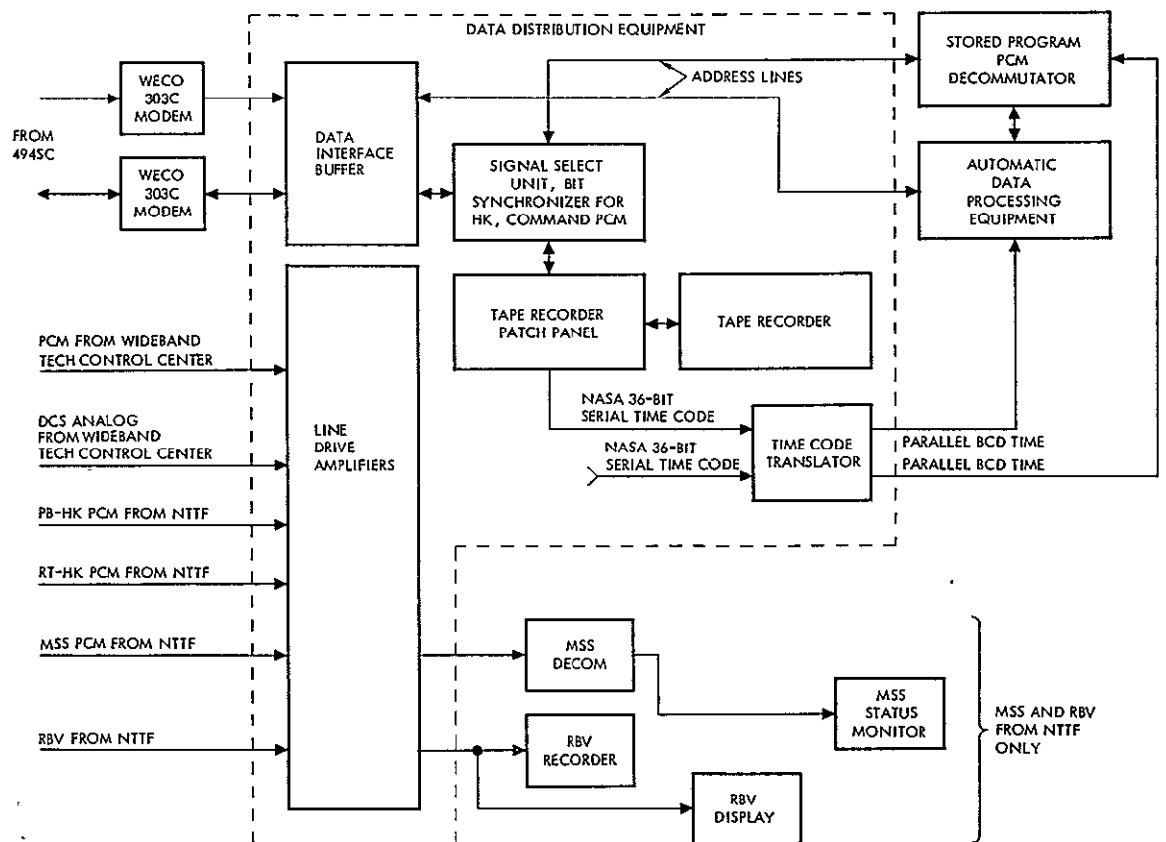 DATA DISTRIBUTION EQUIPMENT
STORED PROGRAM
PCM
DECOMMUTATOR
WECO
303C
MODEM
ADDRESS LINES
FROM
494SC
DATA
INTERFACE
BUFFER
WECO
303C
MODEM
SIGNAL SELECT
UNIT, BIT
SYNCHRONIZER FOR
HK, COMMAND PCM
AUTOMATIC
DATA
PROCESSING
EQUIPMENT
TAPE RECORDER
PATCH PANEL
TAPE RECORDER
PCM FROM WIDEBAND
TECH CONTROL CENTER
DCS ANALOG
FROM WIDEBAND
TECH CONTROL CENTER
LINE
DRIVE
AMPLIFIERS
NASA 36-BIT
SERIAL TIME CODE
NASA 36-BIT
SERIAL TIME CODE
TIME CODE
TRANSLATOR
PARALLEL BCD TIME
PARALLEL BCD TIME
PB-HK PCM FROM NTTF
RT-HK PCM FROM NTTF
MSS PCM FROM NTTF
RBV FROM NTTF
MSS
DECOM
MSS
STATUS
MONITOR
RBV
RECORDER
RBV
DISPLAY
MSS AND RBV
FROM NTTF
ONLY